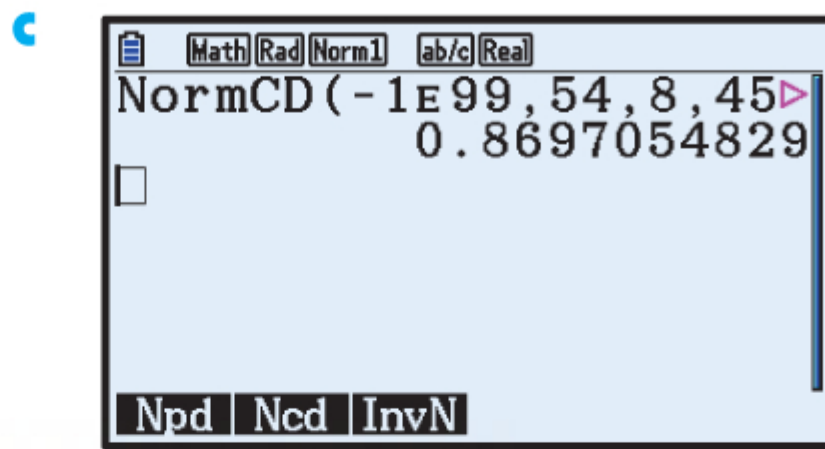 c
Math Rad Norm1 ab/c Real
NormCD(-1E99,54,8,45▷
0.8697054829
Npd Ncd InvN